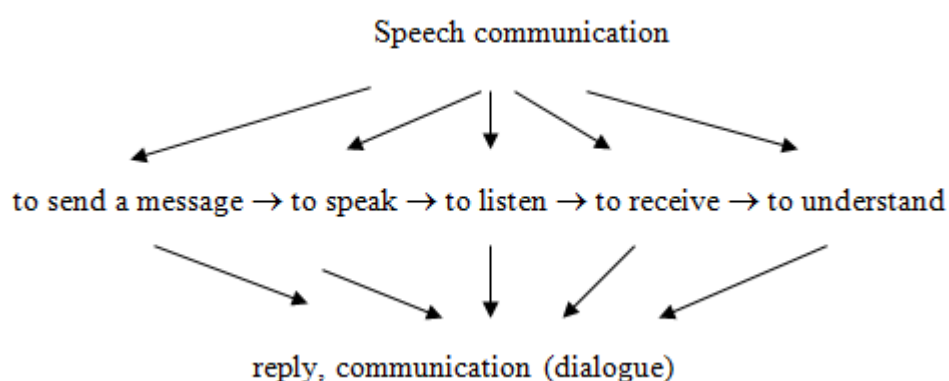 Speech communication
to send a message → to speak → to listen → to receive → to understand
reply, communication (dialogue)